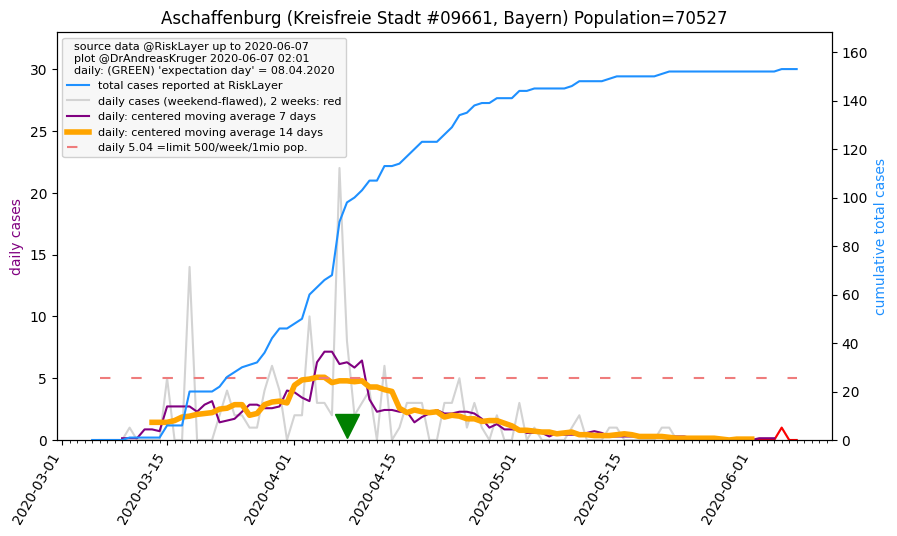 Aschaffenburg (Kreisfreie Stadt #09661, Bayern) Population=70527
source data @RiskLayer up to 2020-06-07
plot @DrAndreasKruger 2020-06-07 02:01
daily: (GREEN) 'expectation day' = 08.04.2020
total cases reported at RiskLayer
daily cases (weekend-flawed), 2 weeks: red
daily: centered moving average 7 days
daily: centered moving average 14 days
daily 5.04 =limit 500/week/1mio pop.
daily cases
30
25
20
15
10
5
0
160
140
120
100
80
60
40
20
0
cumulative total cases
2020-03-01
2020-03-15
2020-04-01
2020-04-15
2020-05-01
2020-05-15
2020-06-01